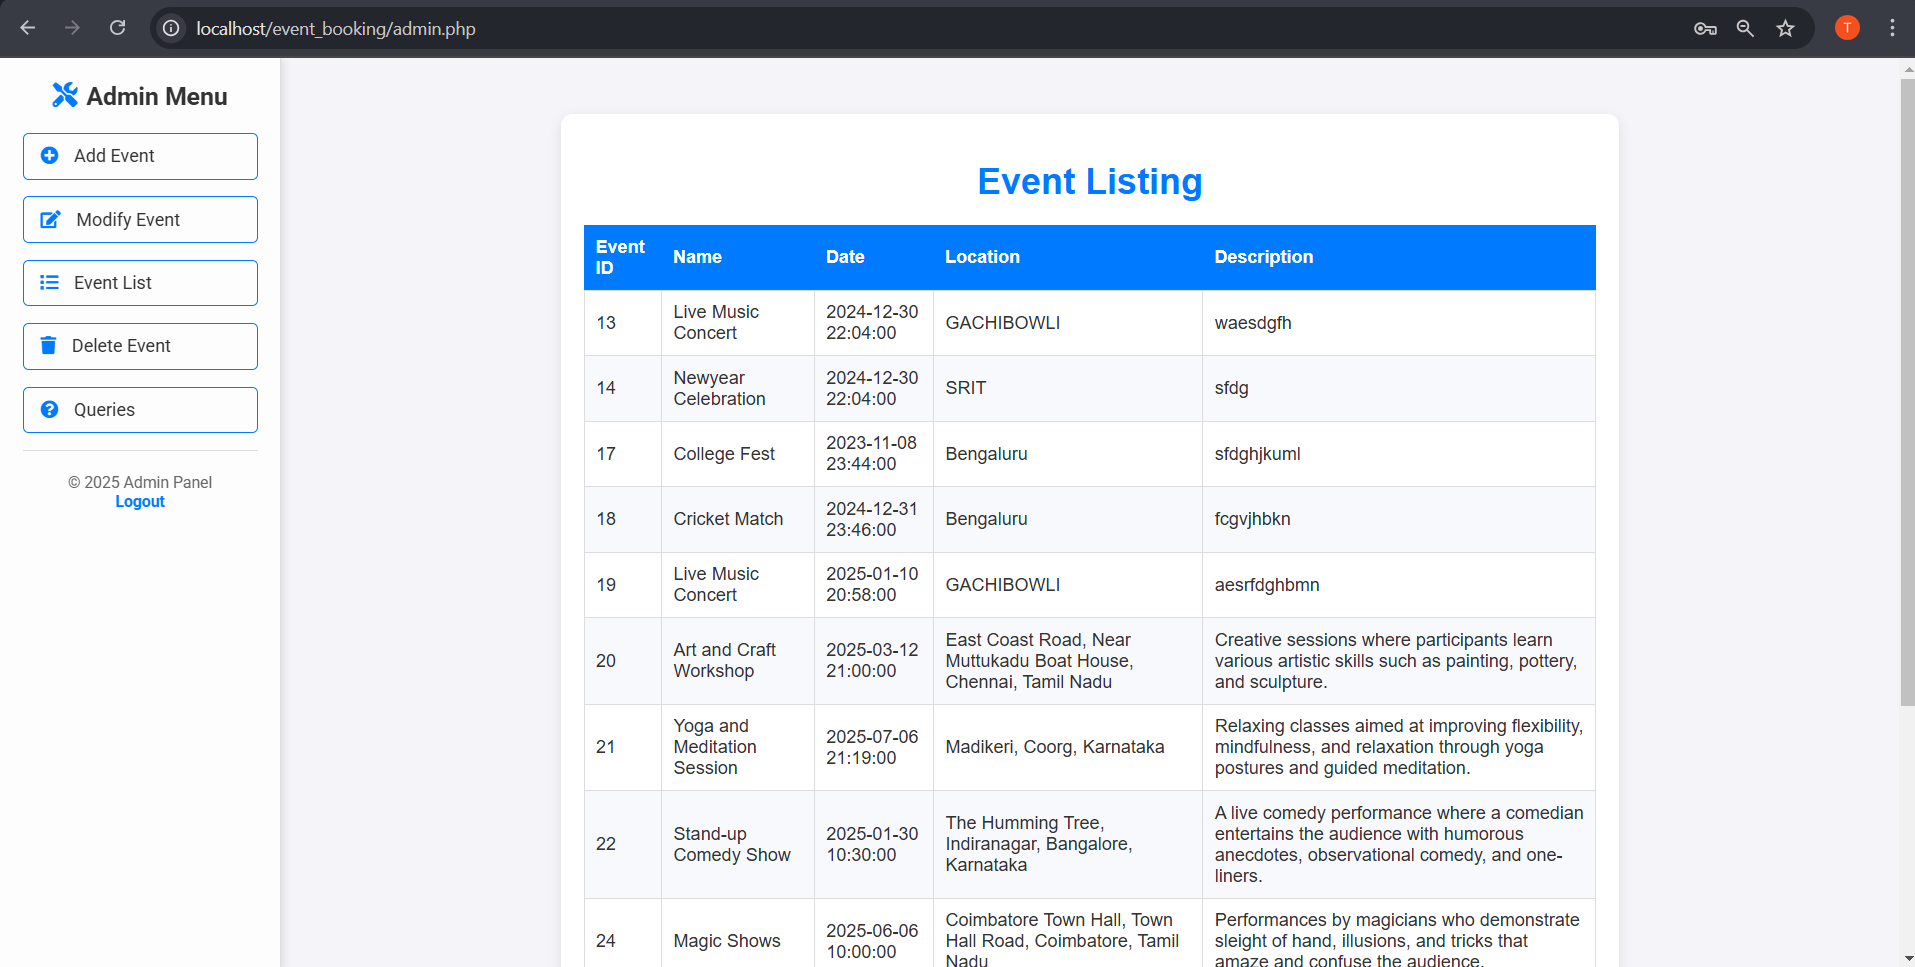 localhost/event_booking/admin.php
T
Admin Menu
Add Event
Modify Event
Event List
Delete Event
Queries
© 2025 Admin Panel
Logout
Event Listing
Event
ID
Name
Date
Location
Description
13
Live Music
Concert
2024-12-30
22:04:00
GACHIBOWLI
waesdgfh
14
Newyear
Celebration
2024-12-30
22:04:00
SRIT
sfdg
17
College Fest
2023-11-08
23:44:00
Bengaluru
sfdghjkuml
18
Cricket Match
2024-12-31
23:46:00
Bengaluru
fcgvjhbkn
19
Live Music
Concert
2025-01-10
20:58:00
GACHIBOWLI
aesrfdghbmn
20
Art and Craft
Workshop
2025-03-12
21:00:00
East Coast Road, Near
Muttukadu Boat House,
Chennai, Tamil Nadu
Creative sessions where participants learn
various artistic skills such as painting, pottery,
and sculpture.
21
Yoga and
Meditation
Session
2025-07-06
21:19:00
Madikeri, Coorg, Karnataka
Relaxing classes aimed at improving flexibility,
mindfulness, and relaxation through yoga
postures and guided meditation.
22
Stand-up
Comedy Show
2025-01-30
10:30:00
The Humming Tree,
Indiranagar, Bangalore,
Karnataka
A live comedy performance where a comedian
entertains the audience with humorous
anecdotes, observational comedy, and one-
liners.
24
Magic Shows
2025-06-06
10:00:00
Coimbatore Town Hall, Town
Hall Road, Coimbatore, Tamil
Nadu
Performances by magicians who demonstrate
sleight of hand, illusions, and tricks that
amaze and confuse the audience.